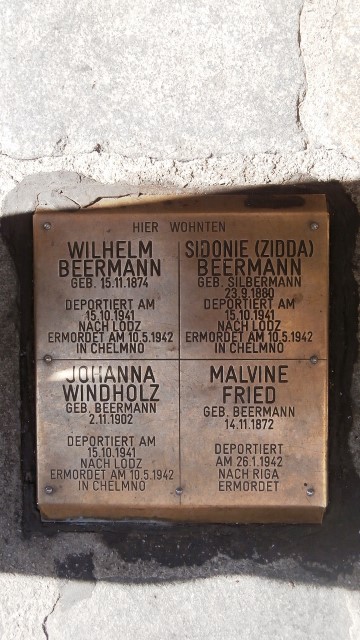 HIER WOHNTEN
WILHELM
BEERMANN
GEB. 15.11.1874
DEPORTIERT AM
15.10.1941
NACH LODZ
ERMORDET AM 10.5.1942
IN CHELMNO
SIDONIE (ZIDDA)
BEERMANN
GEB. SILBERMANN
23.9.1880
DEPORTIERT AM
15.10.1941
NACH LODZ
ERMORDET AM 10.5.1942
IN CHELMNO
JOHANNA
WINDHOLZ
GEB. BEERMANN
2.11.1902
DEPORTIERT AM
15.10.1941
NACH LODZ
ERMORDET AM 10.5.1942
IN CHELMNO
MALVINE
FRIED
GEB. BEERMANN
14.11.1872
DEPORTIERT
AM 26.1.1942
NACH RIGA
ERMORDET